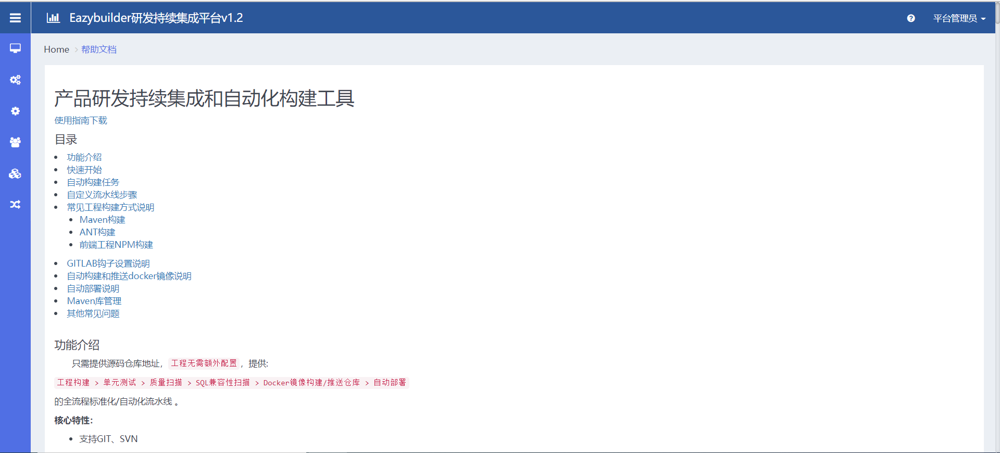 Eazybuilder研发持续集成平台v1.2
平台管理员
Home
帮助文档
产品研发持续集成和自动化构建工具
使用指南下载
目录
功能介绍
快速开始
自动构建任务
自定义流水线步骤
常见工程构建方式说明
Maven构建
ANT构建
前端工程NPM构建
GITLAB钩子设置说明
自动构建和推送docker镜像说明
自动部署说明
Maven库管理
其他常见问题
功能介绍
只需提供源码仓库地址，工程无需额外配置，提供:
工程构建 > 单元测试 > 质量扫描 > SQL兼容性扫描 > Docker镜像构建/推送仓库 > 自动部署
的全流程标准化/自动化流水线 。
核心特性：
支持GIT、SVN